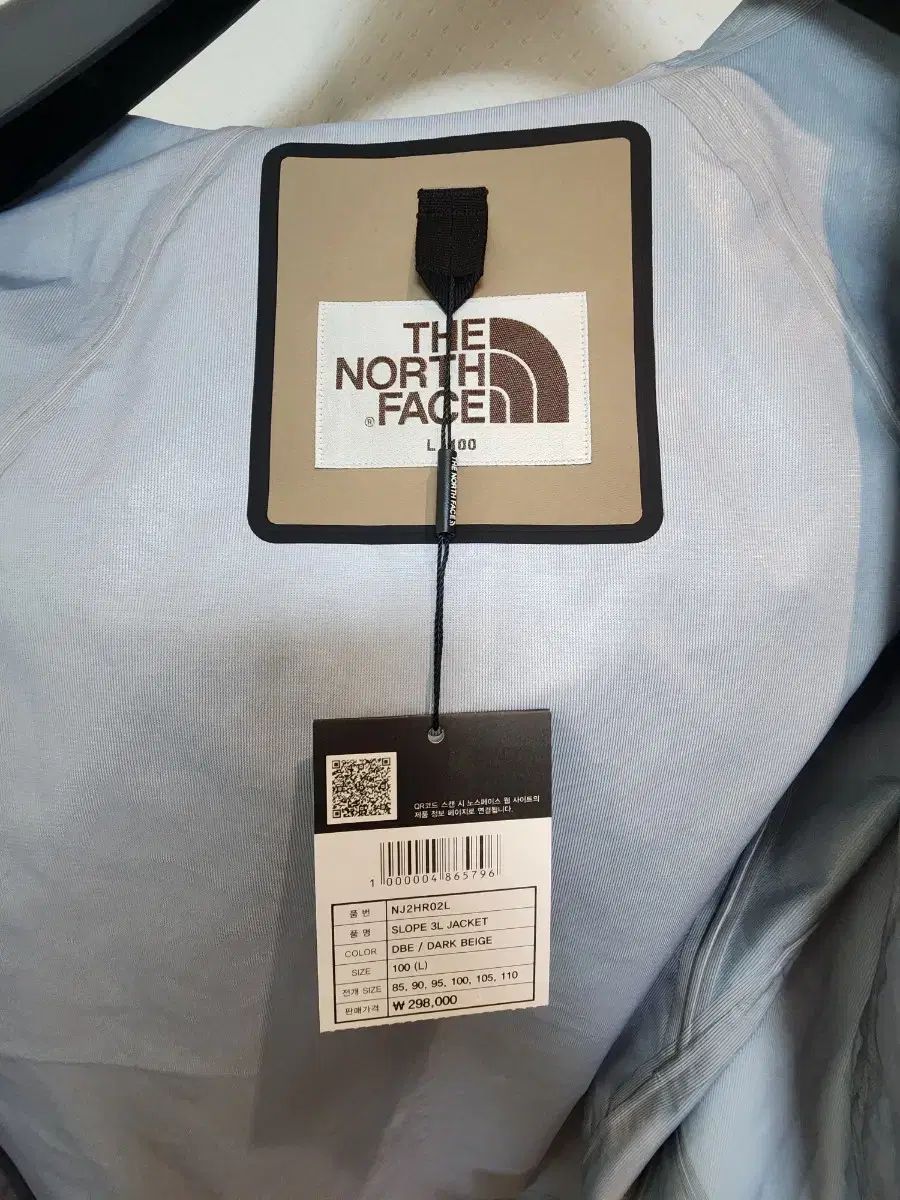 THE
NORTH
FACE
®
L 100
THE NORTH FACE
QR코드 스캔 시 노스페이스 웹 사이트의
제품 정보 페이지로 연결됩니다.
1 000004 865796
품 번 NJ2HR02L
품 명 SLOPE 3L JACKET
COLOR DBE / DARK BEIGE
SIZE 100 (L)
전개 SIZE 85, 90, 95, 100, 105, 110
판매가격 ₩ 298,000